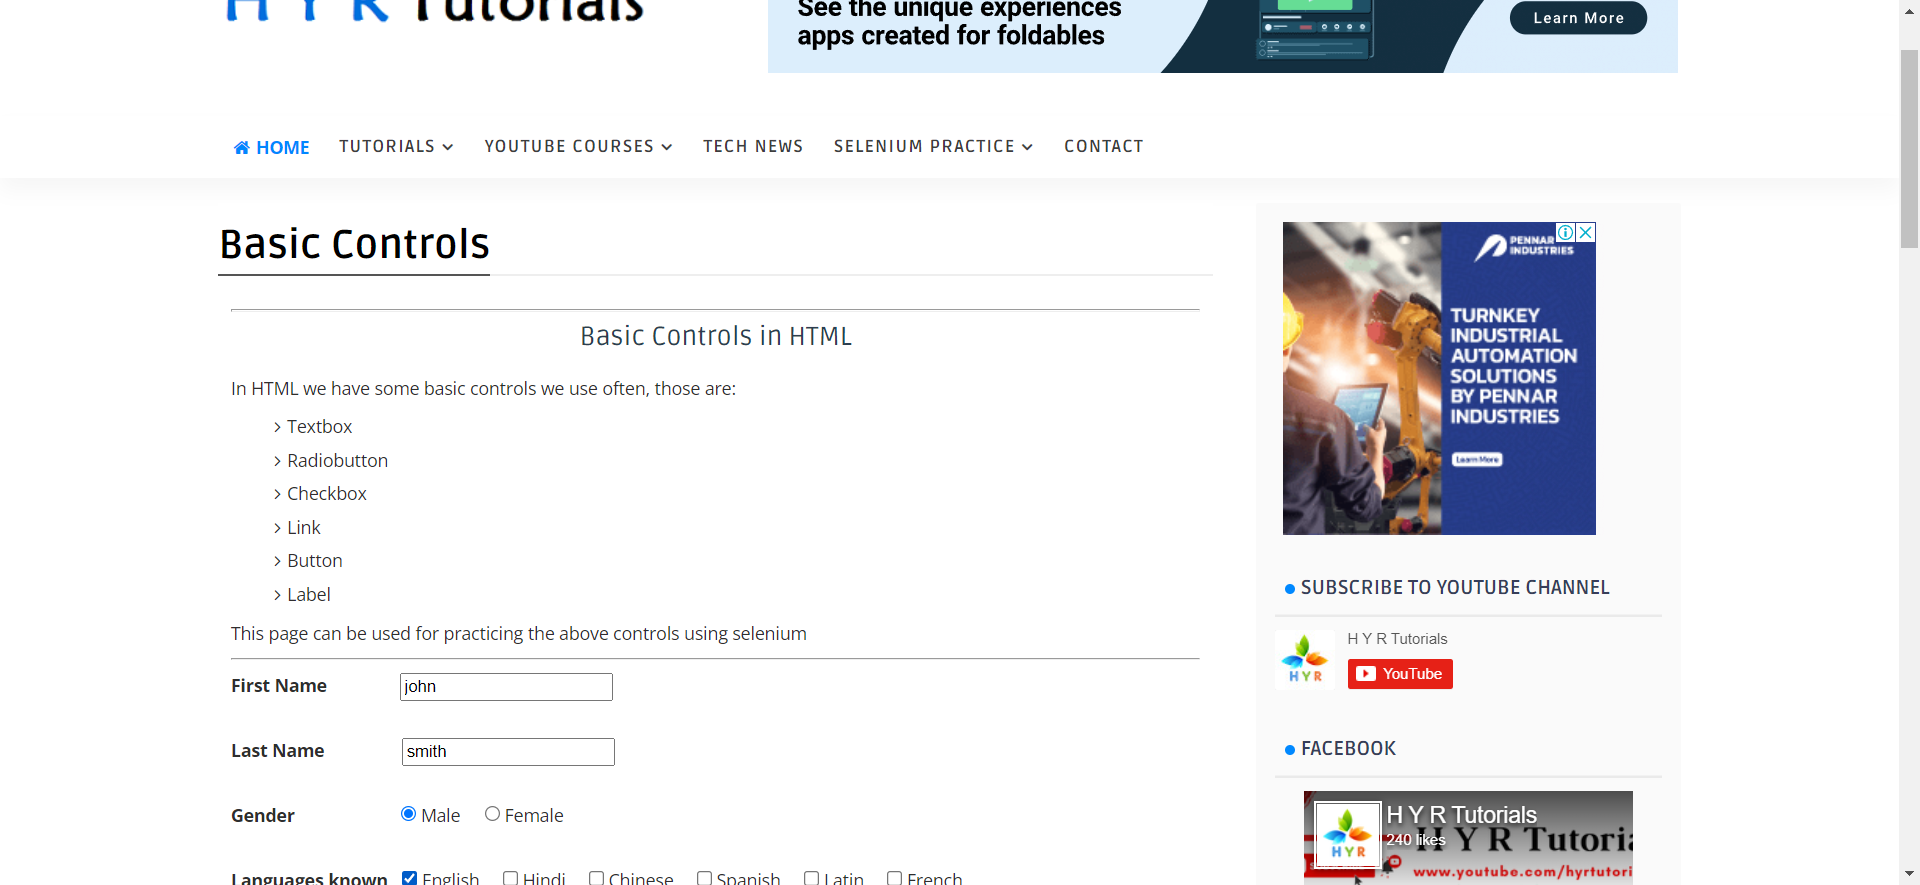 H Y R Tutorials
See the unique experiences
apps created for foldables
Learn More
HOME TUTORIALS YOUTUBE COURSES TECH NEWS SELENIUM PRACTICE CONTACT
Basic Controls
Basic Controls in HTML
In HTML we have some basic controls we use often, those are:
Textbox
Radiobutton
Checkbox
Link
Button
Label
This page can be used for practicing the above controls using selenium
First Name john
Last Name smith
Gender Male Female
Languages known English Hindi Chinese Spanish Latin French
PENNAR
INDUSTRIES
TURNKEY
INDUSTRIAL
AUTOMATION
SOLUTIONS
BY PENNAR
INDUSTRIES
Learn More
SUBSCRIBE TO YOUTUBE CHANNEL
H Y R Tutorials
HYR
YouTube
FACEBOOK
H Y R Tutorials
240 likes
HYR
H Y R Tutoria
www.youtube.com/hyrtutori